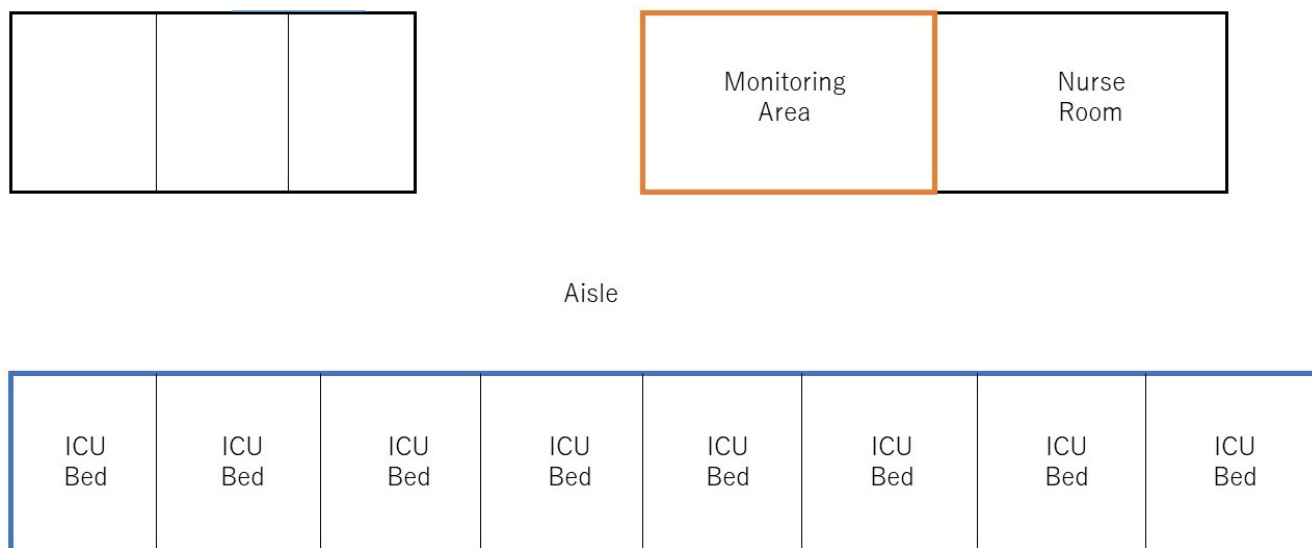 Monitoring
Area
Nurse
Room
Aisle
ICU
Bed
ICU
Bed
ICU
Bed
ICU
Bed
ICU
Bed
ICU
Bed
ICU
Bed
ICU
Bed